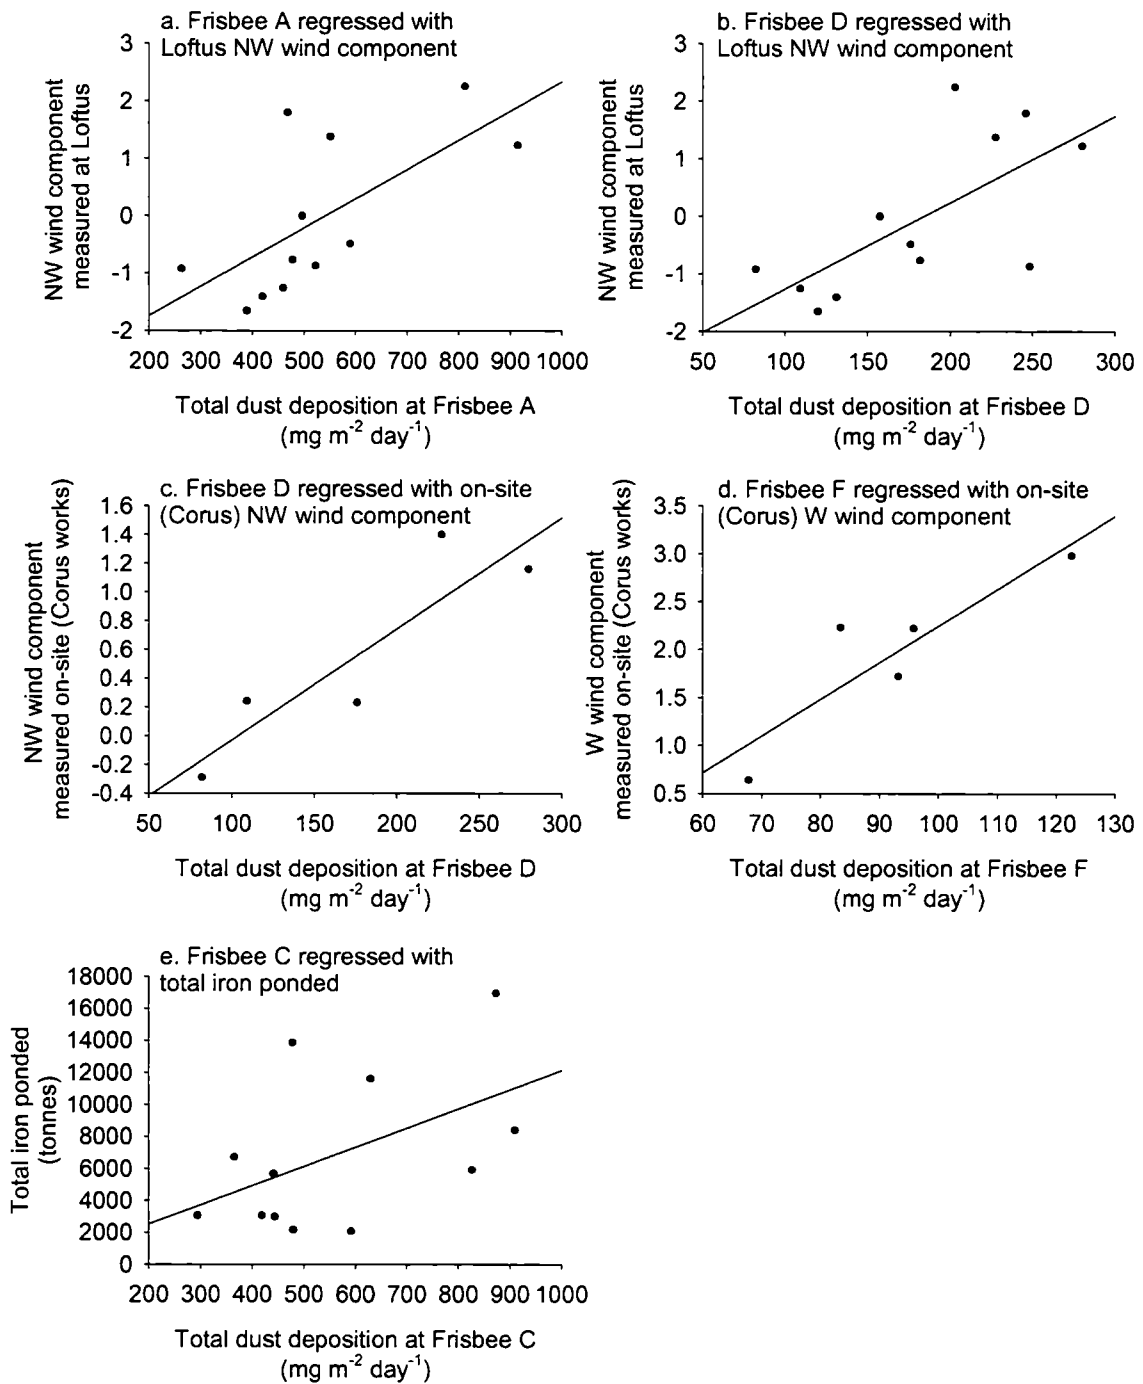 a. Frisbee A regressed with
Loftus NW wind component
3
2
1
0
-1
-2
NW wind component
measured at Loftus
200 300 400 500 600 700 800 900 1000
Total dust deposition at Frisbee A
(mg m⁻² day⁻¹)
b. Frisbee D regressed with
Loftus NW wind component
3
2
1
0
-1
-2
NW wind component
measured at Loftus
50 100 150 200 250 300
Total dust deposition at Frisbee D
(mg m⁻² day⁻¹)
c. Frisbee D regressed with on-site
(Corus) NW wind component
1.6
1.4
1.2
1.0
0.8
0.6
0.4
0.2
0.0
-0.2
-0.4
NW wind component
measured on-site (Corus works)
50 100 150 200 250 300
Total dust deposition at Frisbee D
(mg m⁻² day⁻¹)
d. Frisbee F regressed with on-site
(Corus) W wind component
3.5
3.0
2.5
2.0
1.5
1.0
0.5
W wind component
measured on-site (Corus works)
60 70 80 90 100 110 120 130
Total dust deposition at Frisbee F
(mg m⁻² day⁻¹)
e. Frisbee C regressed with
total iron ponded
18000
16000
14000
12000
10000
8000
6000
4000
2000
0
Total iron ponded
(tonnes)
200 300 400 500 600 700 800 900 1000
Total dust deposition at Frisbee C
(mg m⁻² day⁻¹)